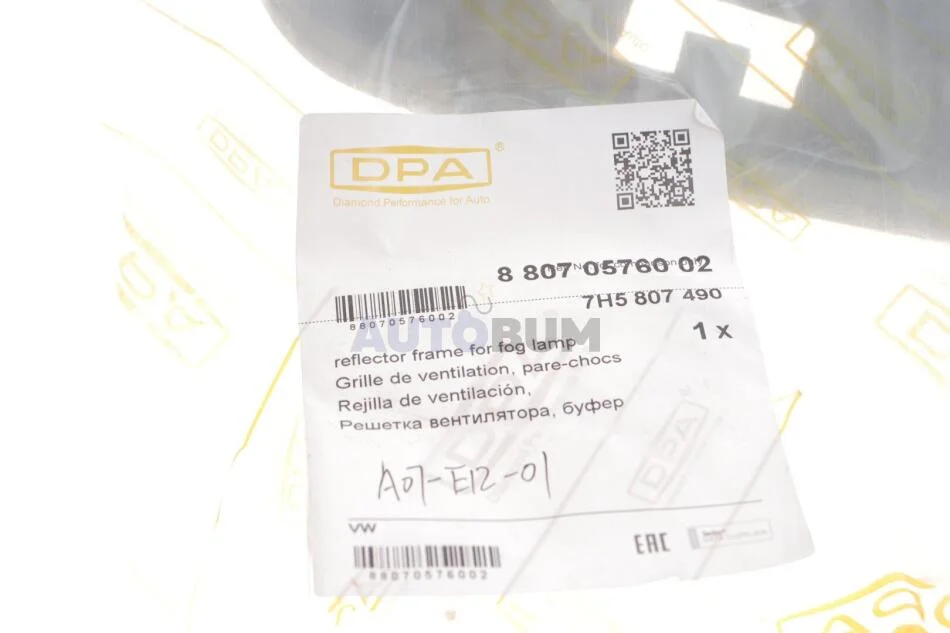 DPA®
Diamond Performance for Auto
8 807 05760 02
7H5 807 490
88070576002
1 x
AUTOBUM
reflector frame for fog lamp
Grille de ventilation, pare-chocs
Rejilla de ventilación,
Решетка вентилятора, буфер
A07-E12-01
VW
EAC
88070576002
DPA